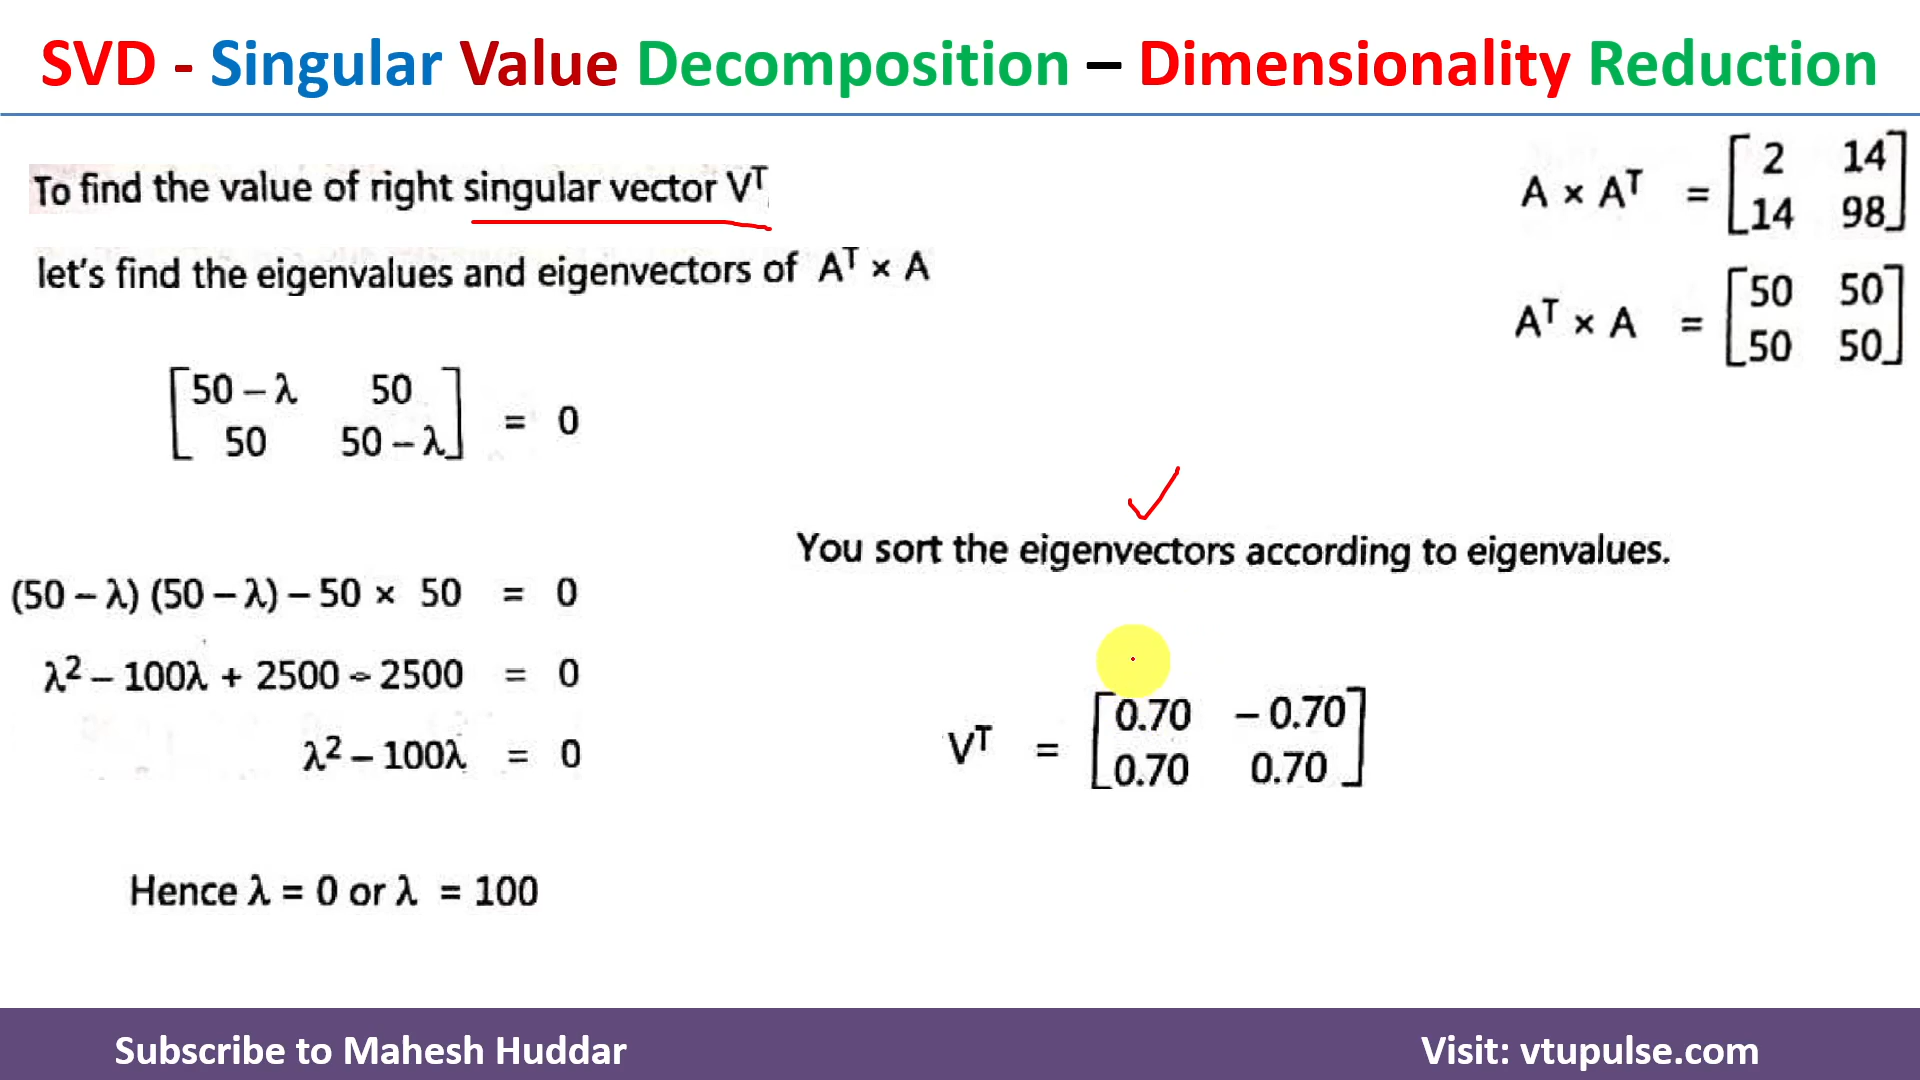 SVD - Singular Value Decomposition – Dimensionality Reduction
To find the value of right singular vector Vᵀ
let's find the eigenvalues and eigenvectors of Aᵀ × A
[50 – λ 50
50 50 – λ] = 0
(50 – λ) (50 – λ) – 50 × 50 = 0
λ² – 100λ + 2500 – 2500 = 0
λ² – 100λ = 0
Hence λ = 0 or λ = 100
A × Aᵀ = [2 14
14 98]
Aᵀ × A = [50 50
50 50]
You sort the eigenvectors according to eigenvalues.
Vᵀ = [0.70 – 0.70
0.70 0.70]
Subscribe to Mahesh Huddar
Visit: vtupulse.com